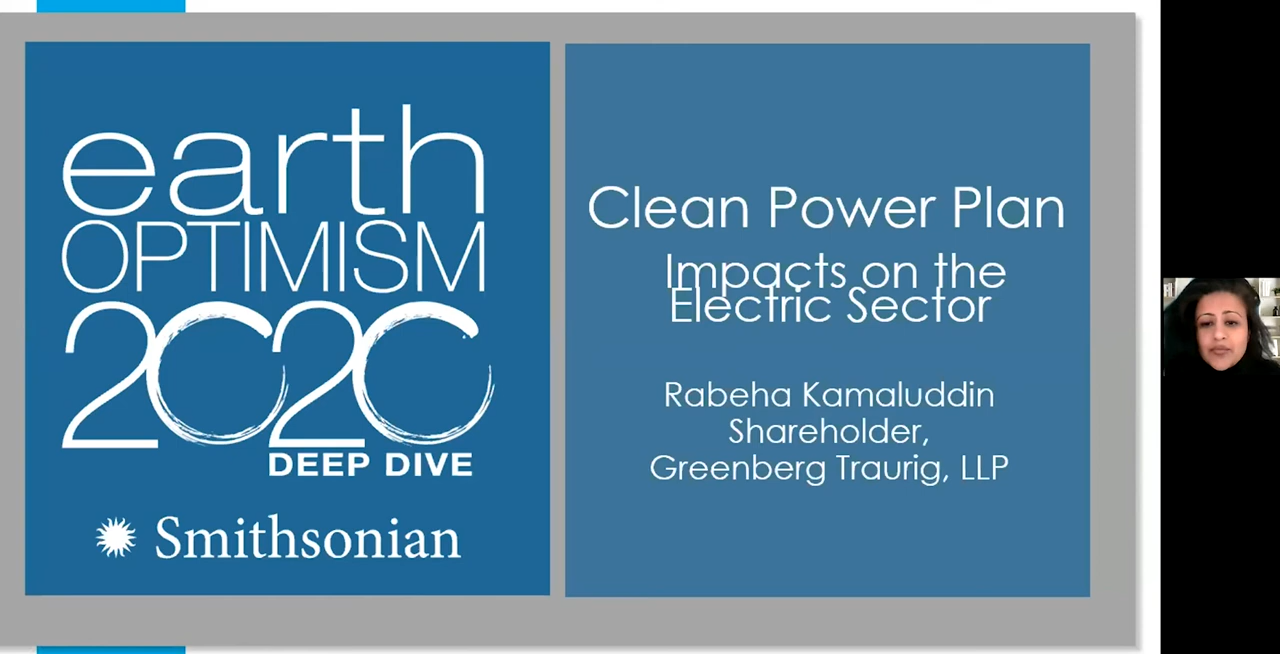 earth
OPTIMISM
2020
DEEP DIVE
Smithsonian
Clean Power Plan
Impacts on the
Electric Sector
Rabeha Kamaluddin
Shareholder,
Greenberg Traurig, LLP